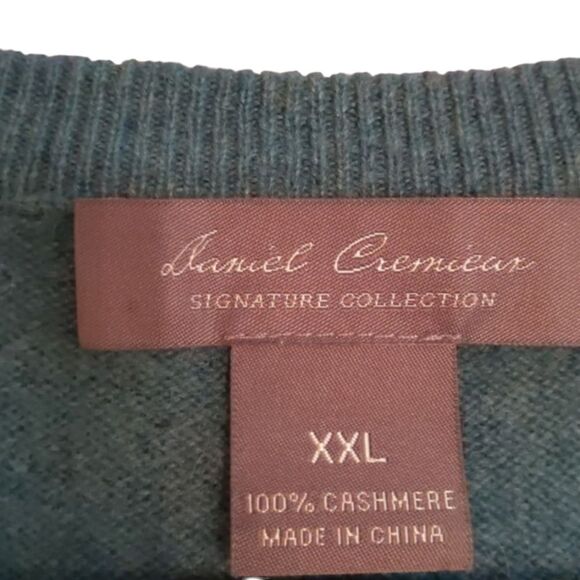 Daniel Cremieux
SIGNATURE COLLECTION
XXL
100% CASHMERE
MADE IN CHINA